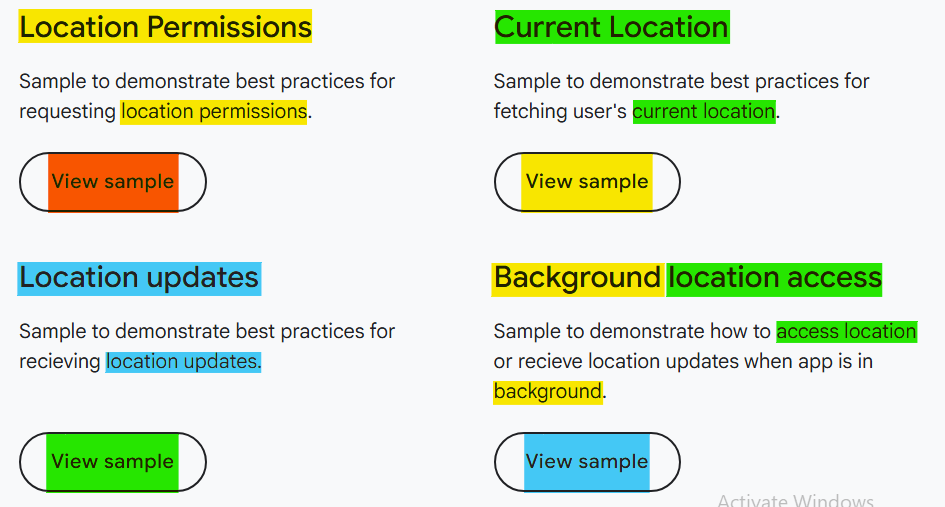 Location Permissions
Sample to demonstrate best practices for
requesting location permissions.
View sample
Current Location
Sample to demonstrate best practices for
fetching user's current location.
View sample
Location updates
Sample to demonstrate best practices for
recieving location updates.
View sample
Background location access
Sample to demonstrate how to access location
or recieve location updates when app is in
background.
View sample
Activate Windows